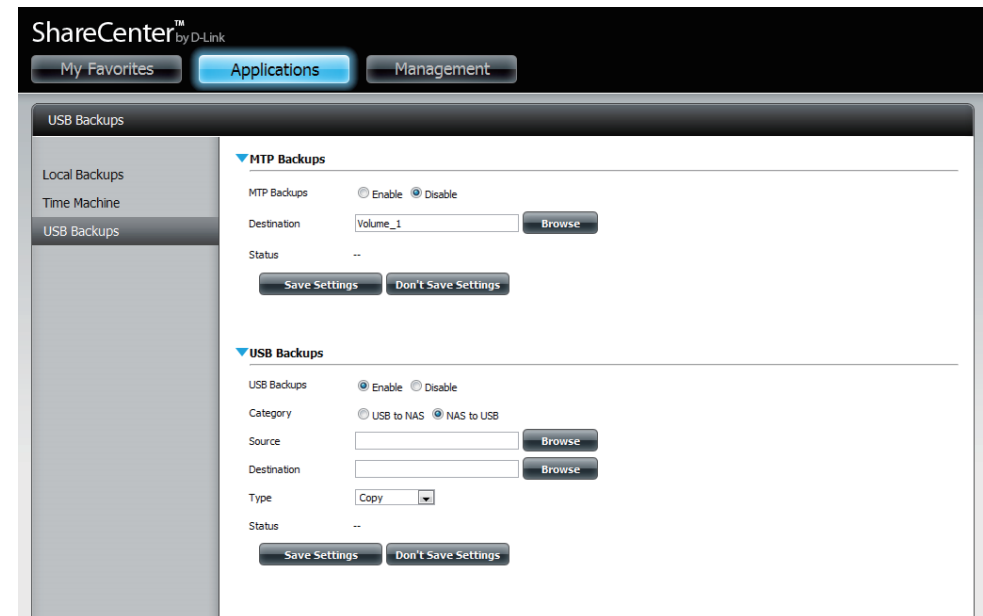 ShareCenter™ by D-Link
My Favorites Applications Management
USB Backups
Local Backups
Time Machine
USB Backups
MTP Backups
MTP Backups Enable Disable
Destination Volume_1 Browse
Status --
Save Settings Don't Save Settings
USB Backups
USB Backups Enable Disable
Category USB to NAS NAS to USB
Source Browse
Destination Browse
Type Copy
Status --
Save Settings Don't Save Settings